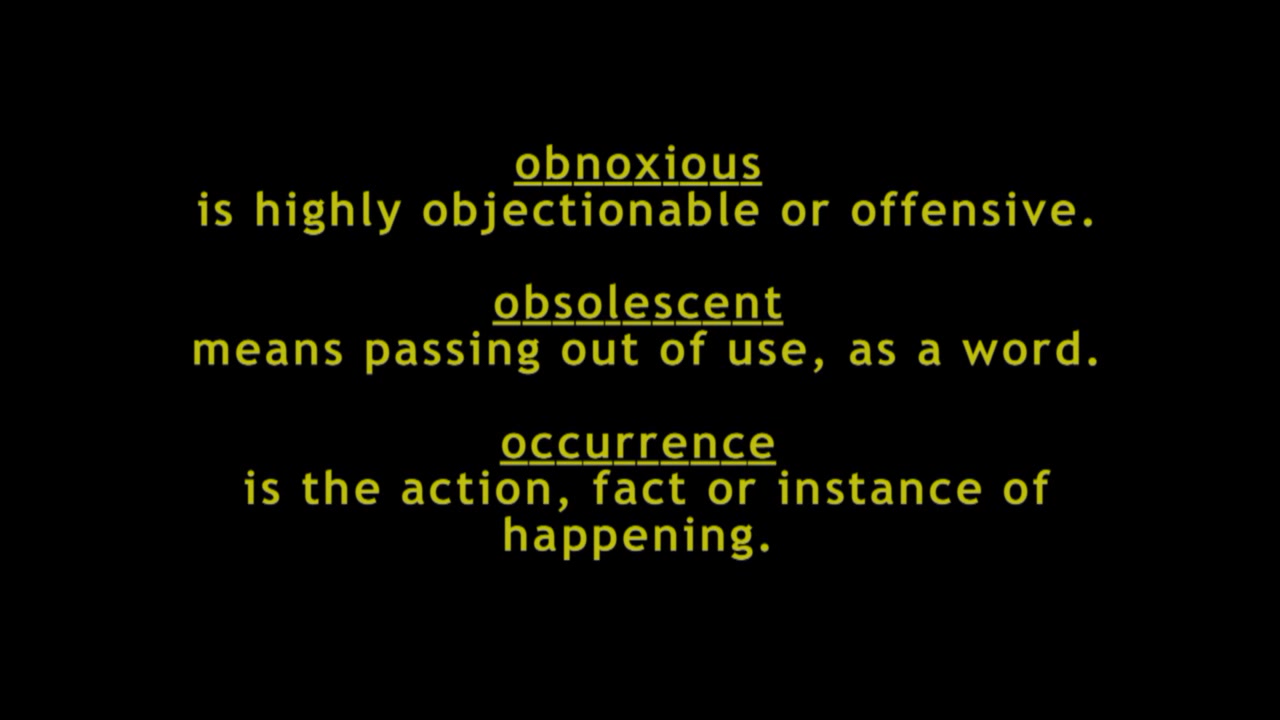 obnoxious
is highly objectionable or offensive.
obsolescent
means passing out of use, as a word.
occurrence
is the action, fact or instance of
happening.